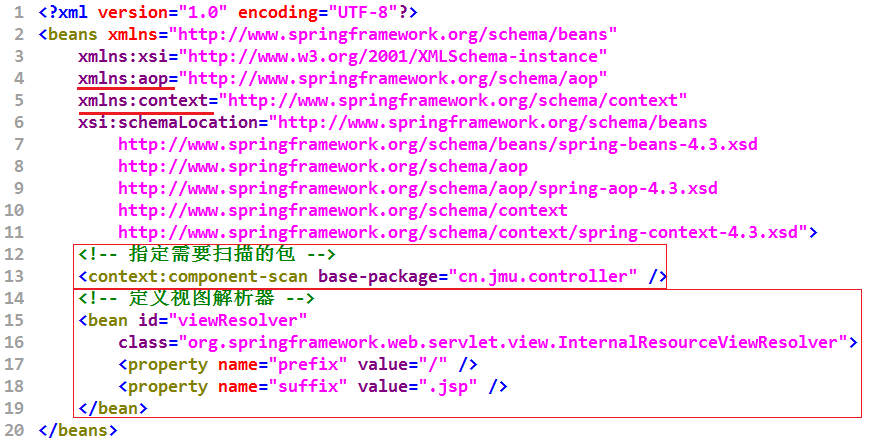 1 <?xml version="1.0" encoding="UTF-8"?>
2 <beans xmlns="http://www.springframework.org/schema/beans"
3 xmlns:xsi="http://www.w3.org/2001/XMLSchema-instance"
4 xmlns:aop="http://www.springframework.org/schema/aop"
5 xmlns:context="http://www.springframework.org/schema/context"
6 xsi:schemaLocation="http://www.springframework.org/schema/beans
7 http://www.springframework.org/schema/beans/spring-beans-4.3.xsd
8 http://www.springframework.org/schema/aop
9 http://www.springframework.org/schema/aop/spring-aop-4.3.xsd
10 http://www.springframework.org/schema/context
11 http://www.springframework.org/schema/context/spring-context-4.3.xsd">
12 <!-- 指定需要扫描的包 -->
13 <context:component-scan base-package="cn.jmu.controller" />
14 <!-- 定义视图解析器 -->
15 <bean id="viewResolver"
16 class="org.springframework.web.servlet.view.InternalResourceViewResolver">
17 <property name="prefix" value="/" />
18 <property name="suffix" value=".jsp" />
19 </bean>
20 </beans>